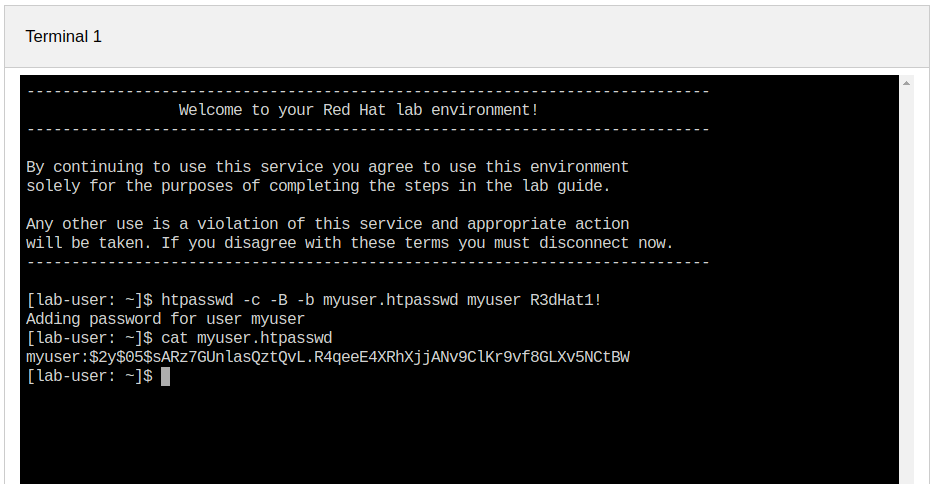 Terminal 1
----------------------------------------------------------------------------
Welcome to your Red Hat lab environment!
----------------------------------------------------------------------------
By continuing to use this service you agree to use this environment
solely for the purposes of completing the steps in the lab guide.
Any other use is a violation of this service and appropriate action
will be taken. If you disagree with these terms you must disconnect now.
----------------------------------------------------------------------------
[lab-user: ~]$ htpasswd -c -B -b myuser.htpasswd myuser R3dHat1!
Adding password for user myuser
[lab-user: ~]$ cat myuser.htpasswd
myuser:$2y$05$sARz7GUnlasQztQvL.R4qeeE4XRhXjjANv9ClKr9vf8GLXv5NCtBW
[lab-user: ~]$